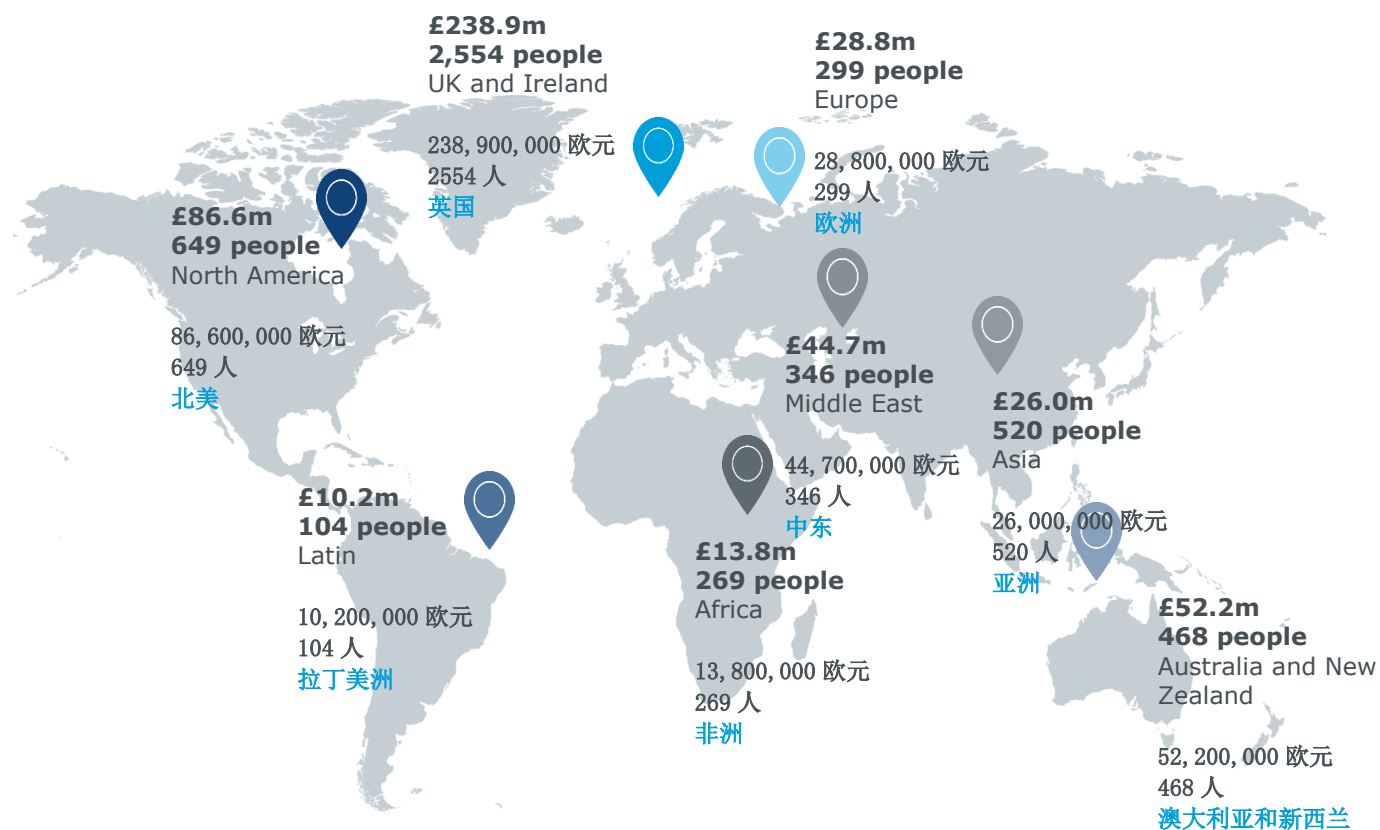 £238.9m
2,554 people
UK and Ireland
238,900,000 欧元
2554 人
英国
£28.8m
299 people
Europe
28,800,000 欧元
299 人
欧洲
£86.6m
649 people
North America
86,600,000 欧元
649 人
北美
£44.7m
346 people
Middle East
44,700,000 欧元
346 人
中东
£26.0m
520 people
Asia
26,000,000 欧元
520 人
亚洲
£10.2m
104 people
Latin
10,200,000 欧元
104 人
拉丁美洲
£13.8m
269 people
Africa
13,800,000 欧元
269 人
非洲
£52.2m
468 people
Australia and New
Zealand
52,200,000 欧元
468 人
澳大利亚和新西兰